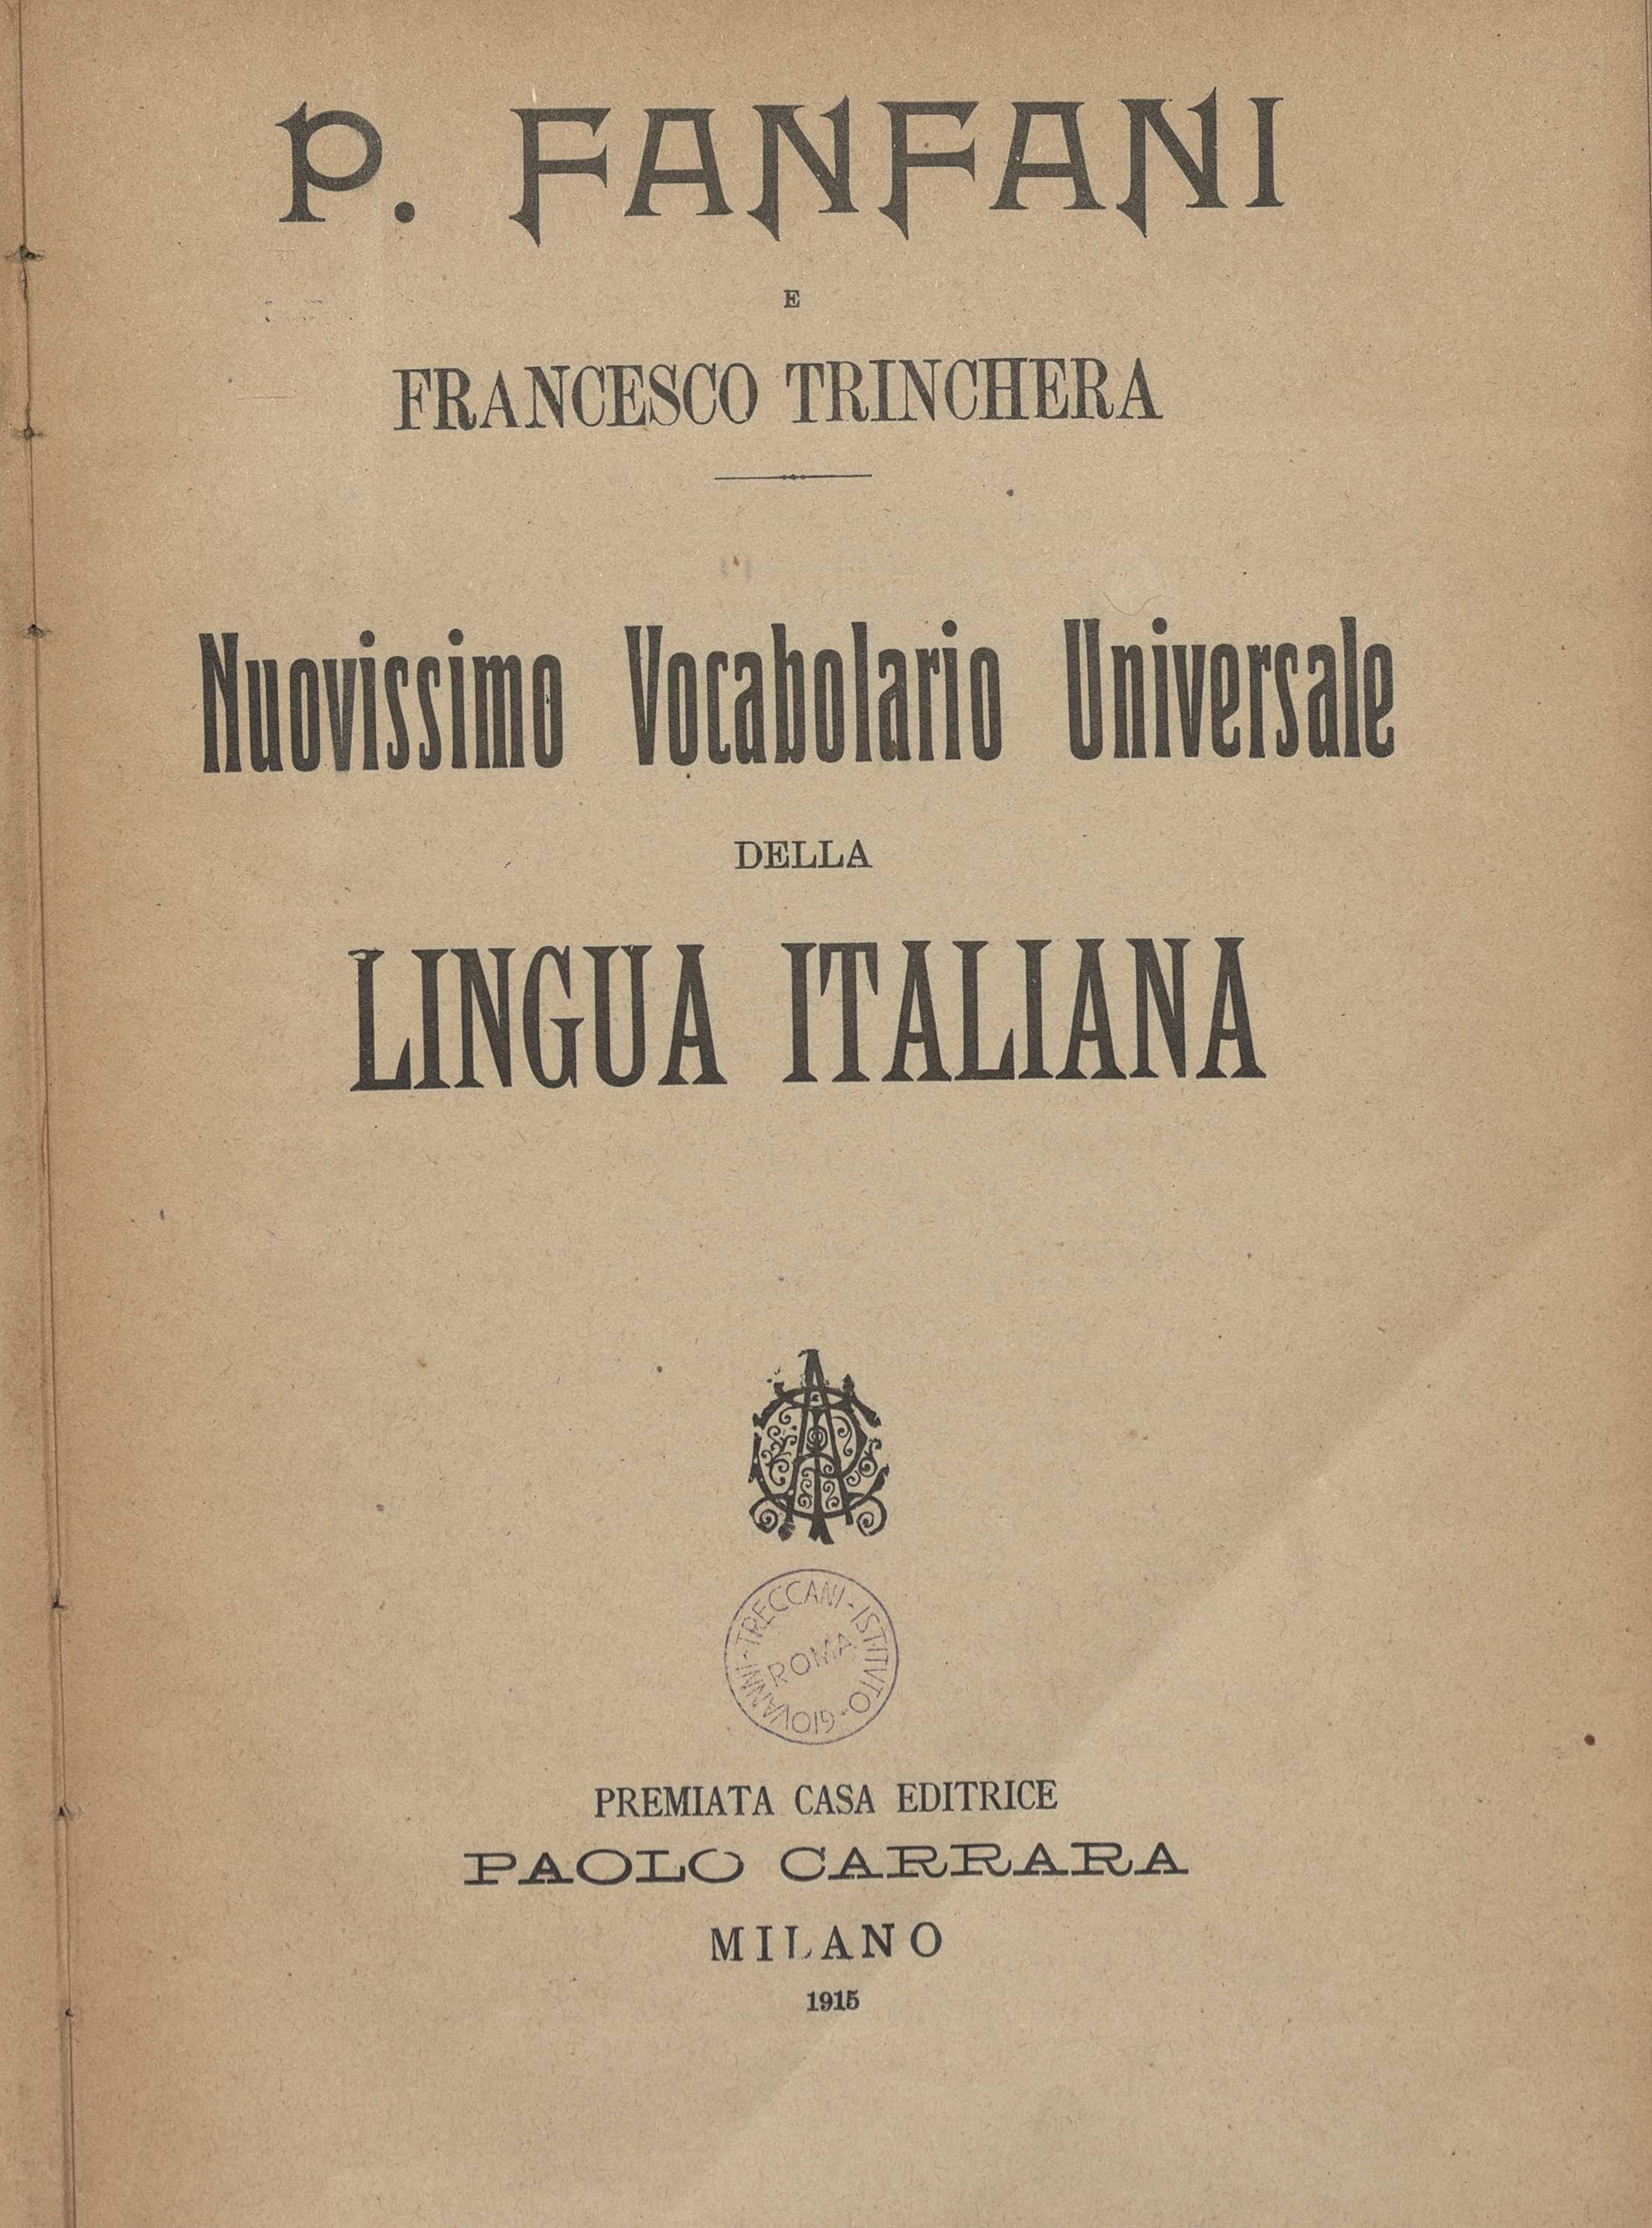 P. FANFANI
E
FRANCESCO TRINCHERA
Nuovissimo Vocabolario Universale
DELLA
LINGUA ITALIANA
GIOVANNI - TRECCANI - ISTITVTO -
ROMA
PREMIATA CASA EDITRICE
PAOLO CARRARA
MILANO
1915